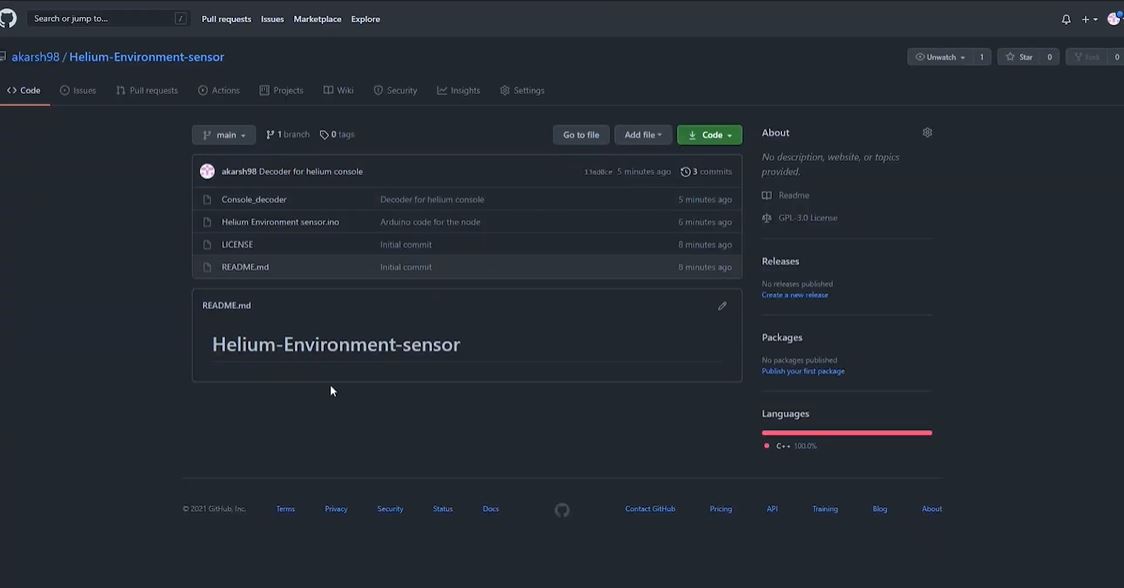 Search or jump to... /
Pull requests Issues Marketplace Explore
akarsh98 / Helium-Environment-sensor
Unwatch 1 Star 0 Fork 0
Code Issues Pull requests Actions Projects Wiki Security Insights Settings
main 1 branch 0 tags
Go to file Add file Code
akarsh98 Decoder for helium console 5 minutes ago 3 commits
Console_decoder Decoder for helium console 5 minutes ago
Helium Environment sensor.ino Arduino code for the node 6 minutes ago
LICENSE Initial commit 8 minutes ago
README.md Initial commit 8 minutes ago
README.md
Helium-Environment-sensor
About
No description, website, or topics
provided.
Readme
GPL-3.0 License
Releases
No releases published
Create a new release
Packages
No packages published
Publish your first package
Languages
C++ 100.0%
© 2021 GitHub, Inc. Terms Privacy Security Status Docs Contact GitHub Pricing API Training Blog About